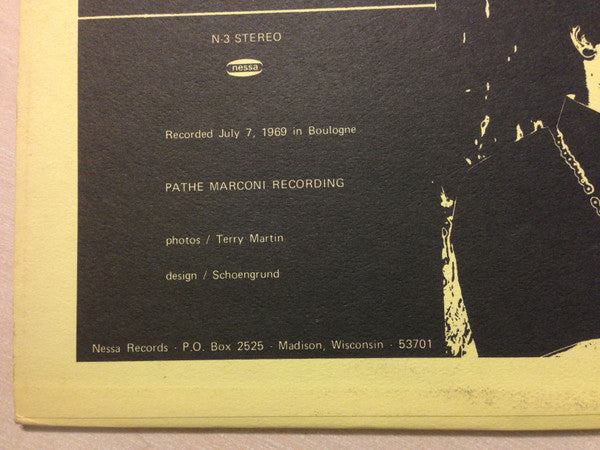 N-3 STEREO
nessa
Recorded July 7, 1969 in Boulogne
PATHE MARCONI RECORDING
photos / Terry Martin
design / Schoengrund
Nessa Records · P.O. Box 2525 · Madison, Wisconsin · 53701